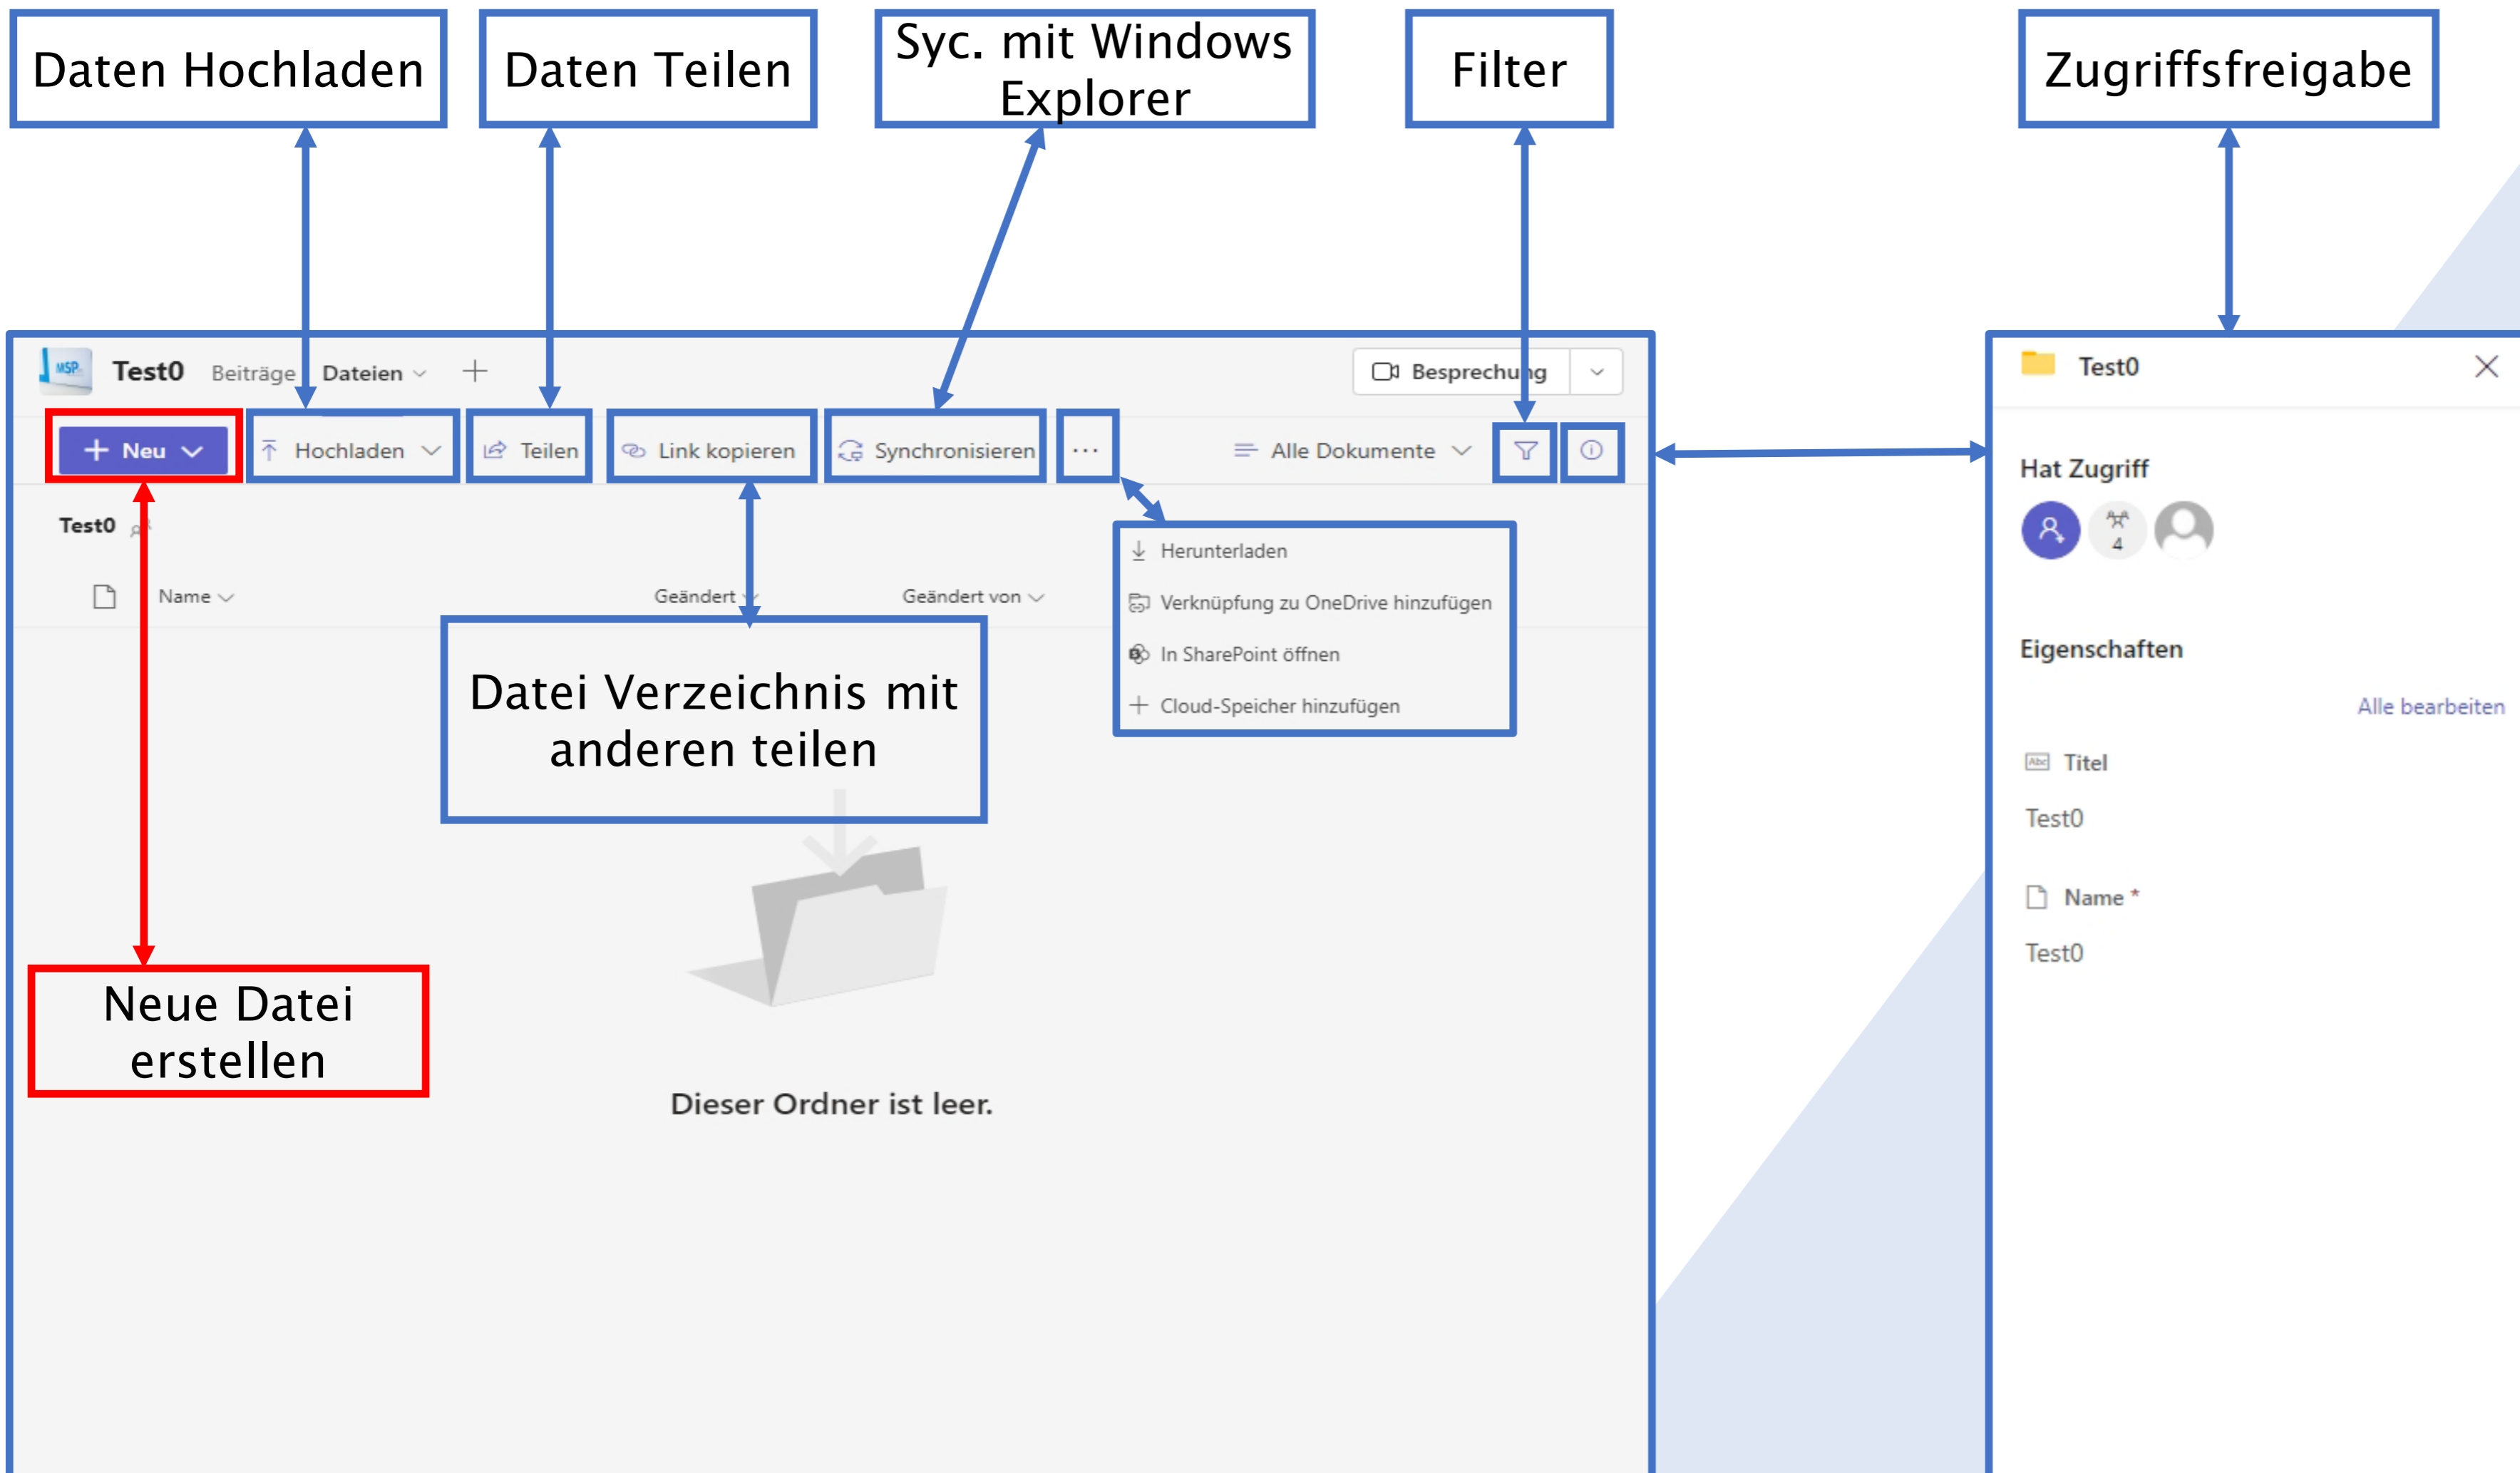 Daten Hochladen
Daten Teilen
Syc. mit Windows
Explorer
Filter
Zugriffsfreigabe
MSP
Test0 Beiträge Dateien
Besprechung
Neu
Hochladen
Teilen
Link kopieren
Synchronisieren
...
Alle Dokumente
Test0
Name
Geändert
Geändert von
Herunterladen
Verknüpfung zu OneDrive hinzufügen
In SharePoint öffnen
Cloud-Speicher hinzufügen
Datei Verzeichnis mit
anderen teilen
Neue Datei
erstellen
Dieser Ordner ist leer.
Test0
Hat Zugriff
4
Eigenschaften
Alle bearbeiten
Abc Titel
Test0
Name *
Test0